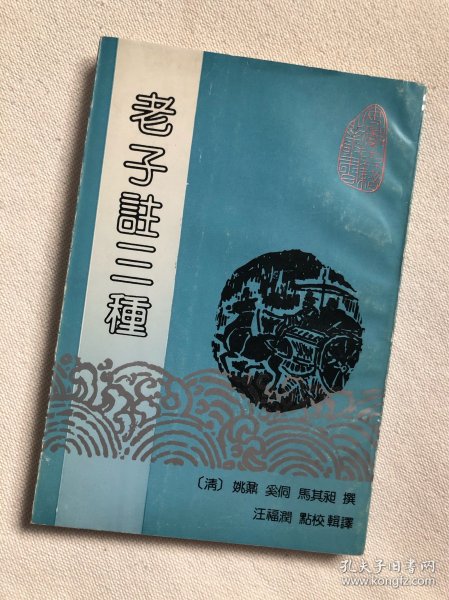 老子註三種
〔清〕 姚鼐 奚侗 馬其昶 撰
汪福潤 點校輯譯
孔夫子旧书网
www.kongfz.com